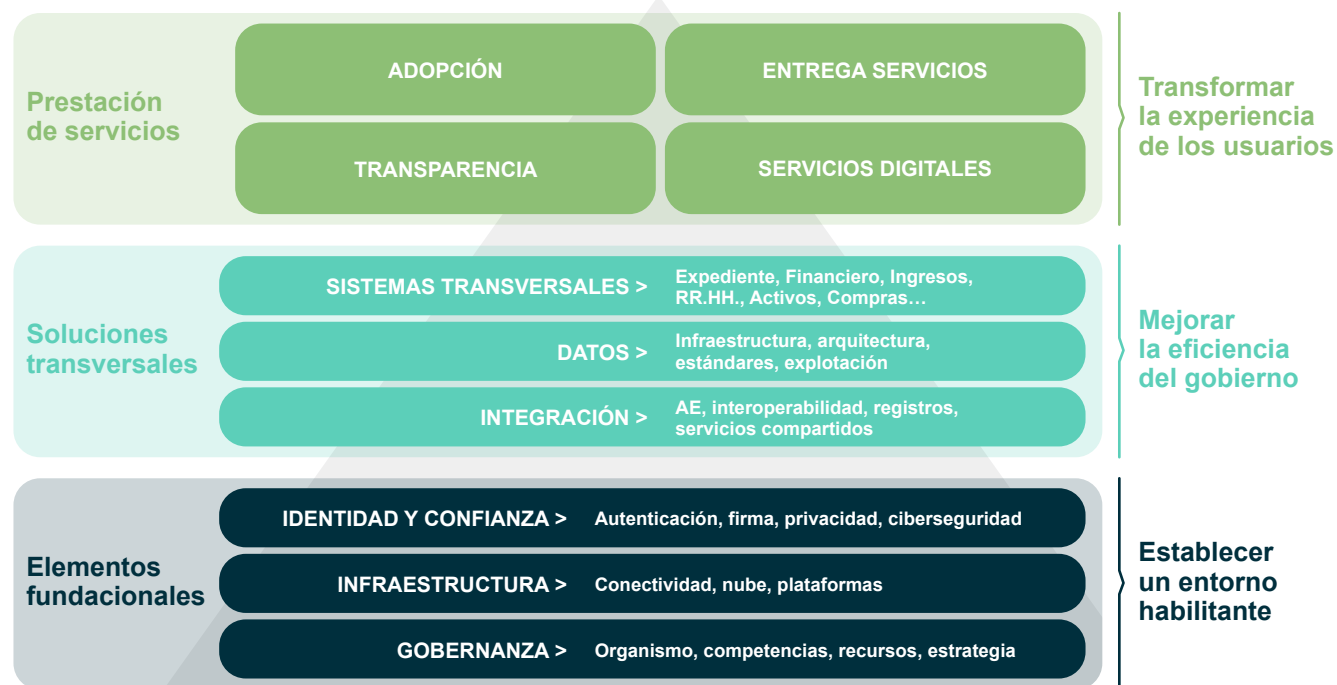 Prestación
de servicios
ADOPCIÓN
ENTREGA SERVICIOS
TRANSPARENCIA
SERVICIOS DIGITALES
Transformar
la experiencia
de los usuarios
Soluciones
transversales
SISTEMAS TRANSVERSALES >
Expediente, Financiero, Ingresos,
RR.HH., Activos, Compras…
DATOS >
Infraestructura, arquitectura,
estándares, explotación
INTEGRACIÓN >
AE, interoperabilidad, registros,
servicios compartidos
Mejorar
la eficiencia
del gobierno
Elementos
fundacionales
IDENTIDAD Y CONFIANZA > Autenticación, firma, privacidad, ciberseguridad
INFRAESTRUCTURA > Conectividad, nube, plataformas
GOBERNANZA > Organismo, competencias, recursos, estrategia
Establecer
un entorno
habilitante